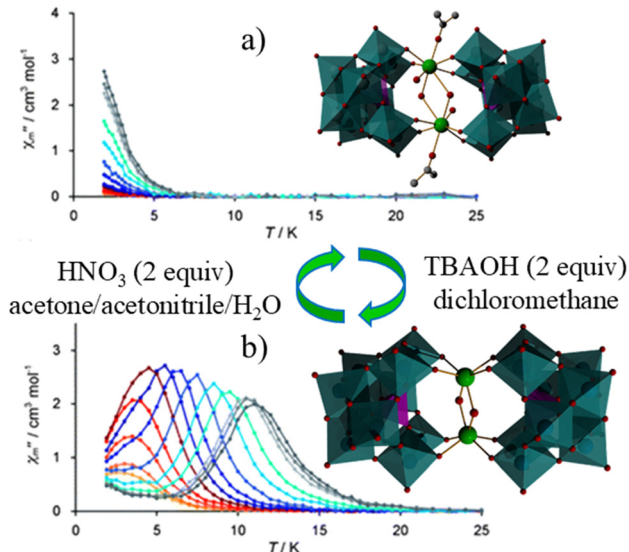 a)
χₘ" / cm³ mol⁻¹
4
3
2
1
0
0 5 10 15 20 25
T / K
HNO₃ (2 equiv)
acetone/acetonitrile/H₂O
TBAOH (2 equiv)
dichloromethane
b)
χₘ" / cm³ mol⁻¹
3
2
1
0
0 5 10 15 20 25
T / K